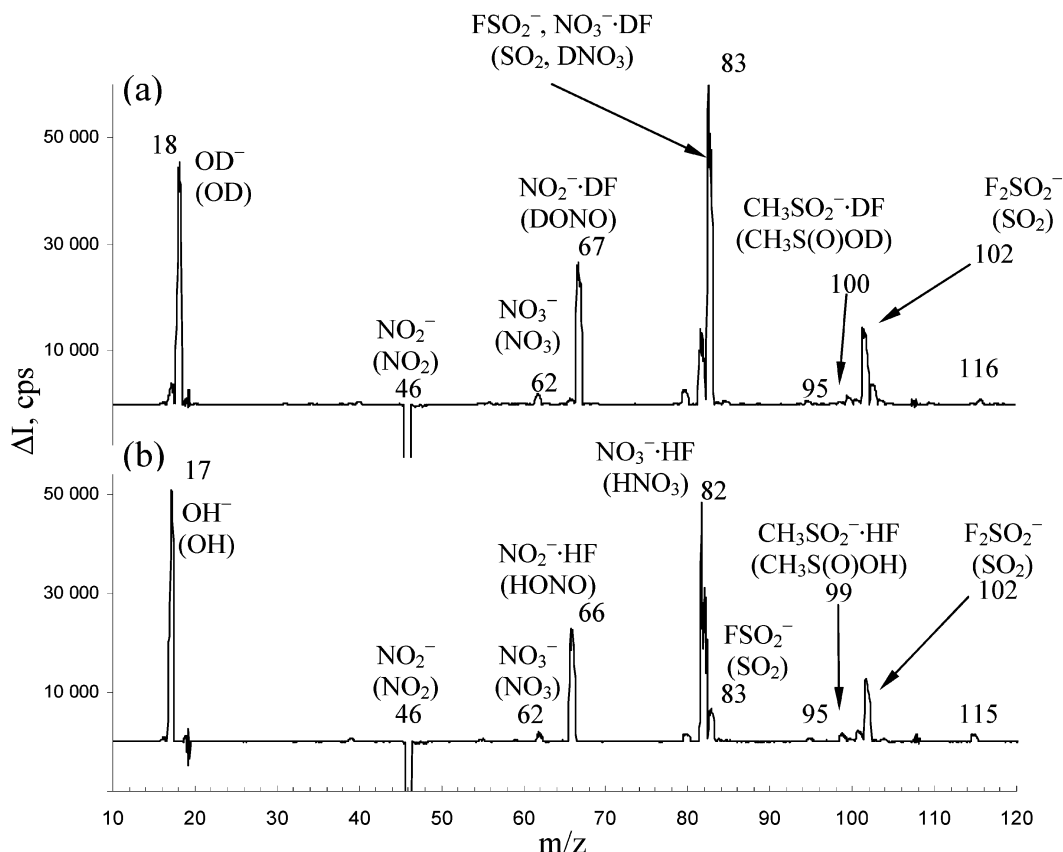 FSO₂⁻, NO₃⁻·DF
(SO₂, DNO₃)
83
(a)
50 000
18
OD⁻
(OD)
NO₂⁻·DF
(DONO)
67
CH₃SO₂⁻·DF
(CH₃S(O)OD)
100
F₂SO₂⁻
(SO₂)
102
30 000
NO₂⁻
(NO₂)
46
NO₃⁻
(NO₃)
62
10 000
95
116
ΔI, cps
(b)
50 000
17
OH⁻
(OH)
NO₃⁻·HF
(HNO₃)
82
NO₂⁻·HF
(HONO)
66
CH₃SO₂⁻·HF
(CH₃S(O)OH)
99
F₂SO₂⁻
(SO₂)
102
30 000
NO₂⁻
(NO₂)
46
NO₃⁻
(NO₃)
62
FSO₂⁻
(SO₂)
83
10 000
95
115
10 20 30 40 50 60 70 80 90 100 110 120
m/z